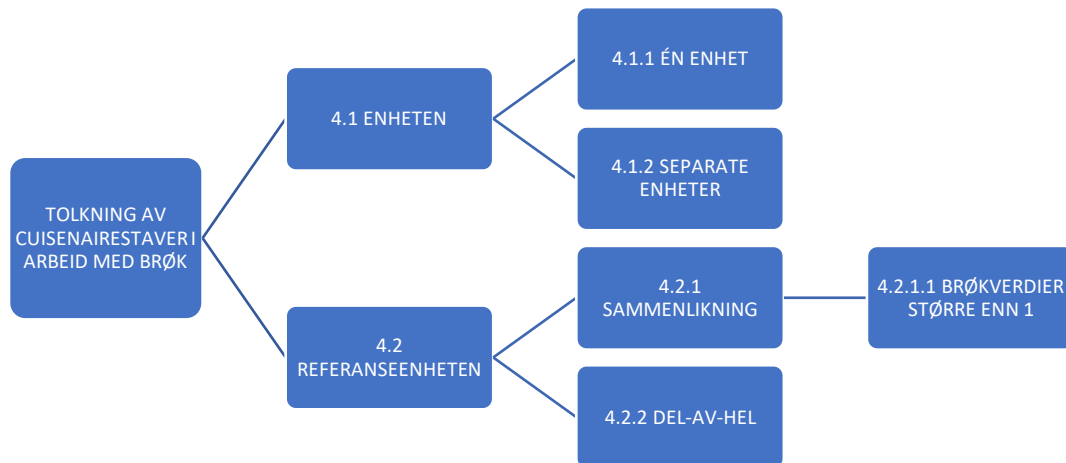 TOLKNING AV
CUISENAIRESTAVER I
ARBEID MED BRØK
4.1 ENHETEN
4.1.1 ÉN ENHET
4.1.2 SEPARATE
ENHETER
4.2
REFERANSEENHETEN
4.2.1
SAMMENLIKNING
4.2.1.1 BRØKVERDIER
STØRRE ENN 1
4.2.2 DEL-AV-HEL